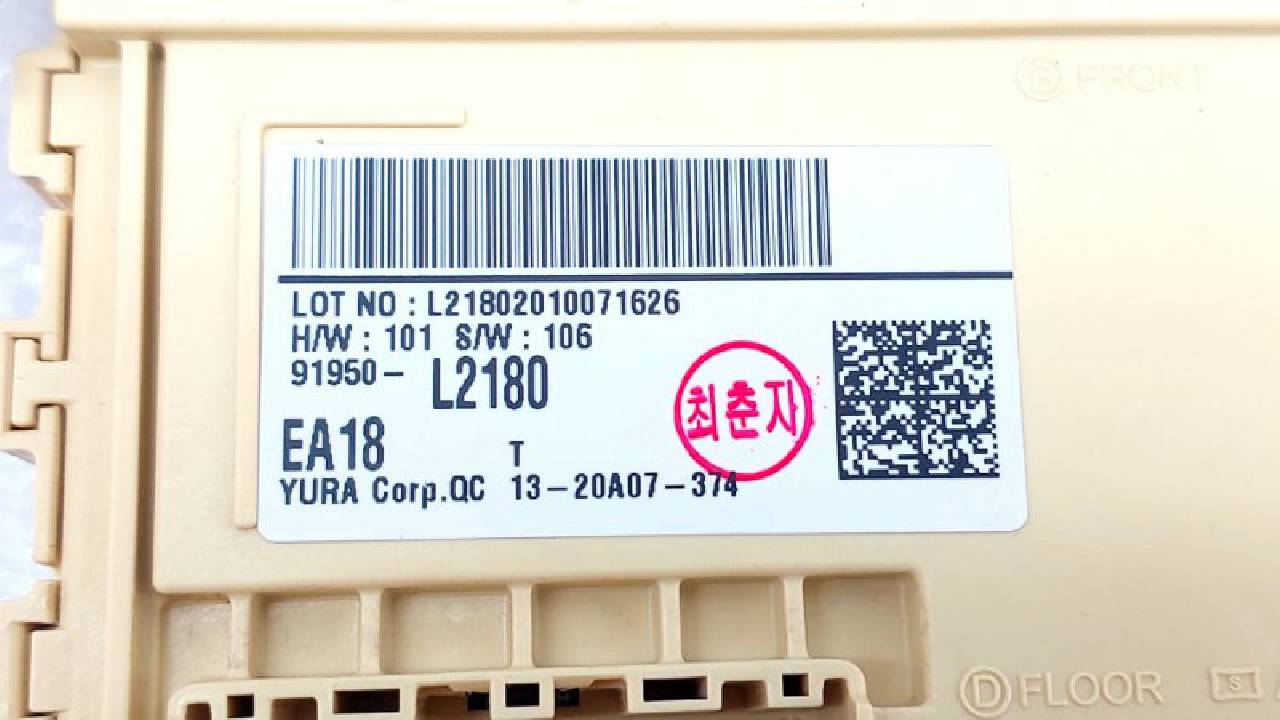 B FRONT
LOT NO : L21802010071626
H/W : 101 S/W : 106
91950- L2180
최춘자
EA18 T
YURA Corp.QC 13-20A07-374
D FLOOR S